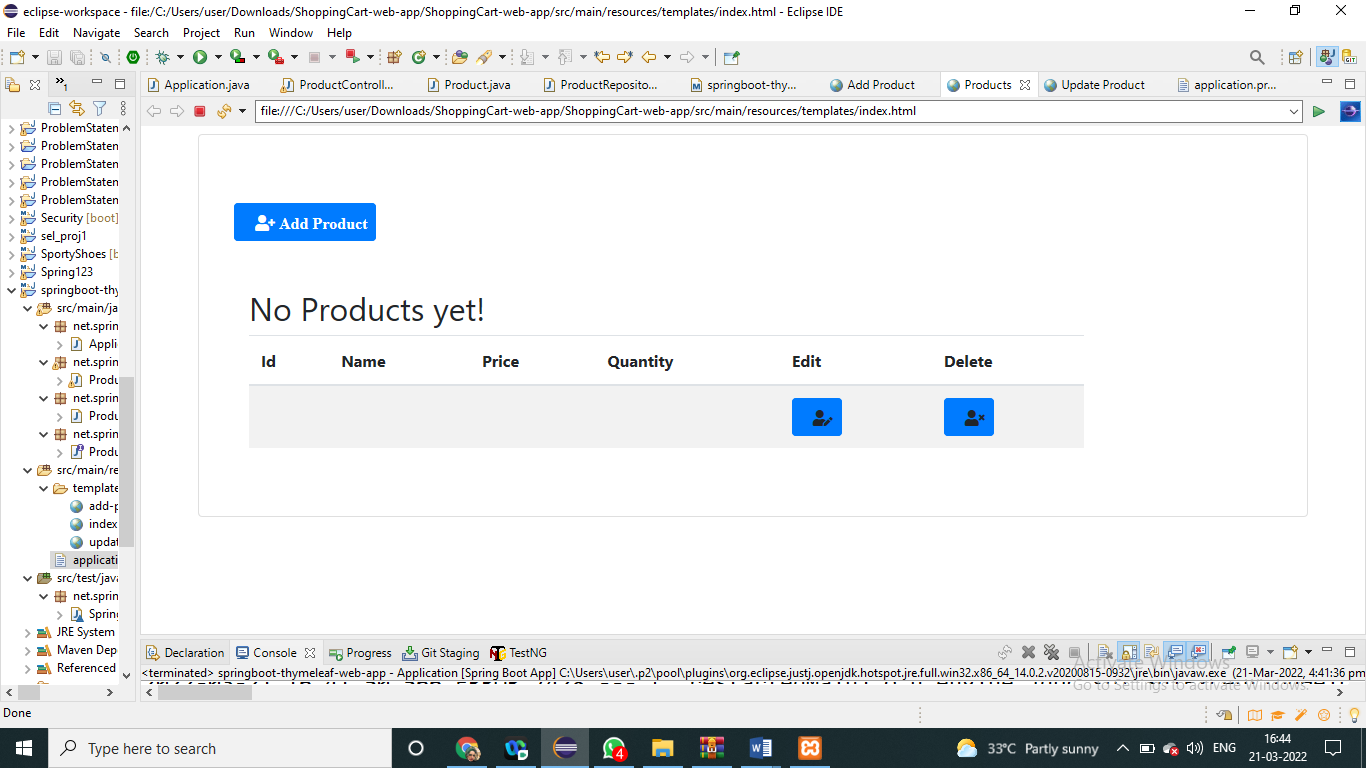 eclipse-workspace - file:/C:/Users/user/Downloads/ShoppingCart-web-app/ShoppingCart-web-app/src/main/resources/templates/index.html - Eclipse IDE
File Edit Navigate Search Project Run Window Help
»1
Application.java ProductControll... Product.java ProductReposito... springboot-thy... Add Product Products Update Product application.pr...
file:///C:/Users/user/Downloads/ShoppingCart-web-app/ShoppingCart-web-app/src/main/resources/templates/index.html
ProblemStaten
ProblemStaten
ProblemStaten
ProblemStaten
ProblemStaten
Security [boot]
sel_proj1
SportyShoes [b
Spring123
springboot-thy
src/main/ja
net.sprin
Appli
net.sprin
Produ
net.sprin
Produ
net.sprin
Produ
src/main/re
template
add-p
index
updat
applicati
src/test/java
net.sprin
Spring
JRE System
Maven Dep
Referenced
Add Product
No Products yet!
Id Name Price Quantity Edit Delete
Declaration Console Progress Git Staging TestNG
<terminated> springboot-thymeleaf-web-app - Application [Spring Boot App] C:\Users\user\.p2\pool\plugins\org.eclipse.justj.openjdk.hotspot.jre.full.win32.x86_64_14.0.2.v20200815-0932\jre\bin\javaw.exe (21-Mar-2022, 4:41:36 pm
Activate Windows
Go to Settings to activate Windows.
Done
Type here to search
4
33°C Partly sunny
ENG
16:44
21-03-2022